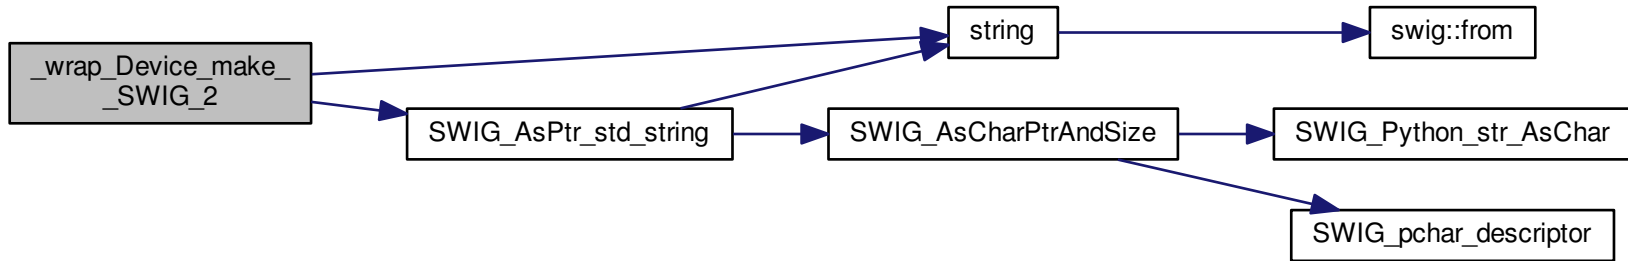 _wrap_Device_make_
_SWIG_2
string
swig::from
SWIG_AsPtr_std_string
SWIG_AsCharPtrAndSize
SWIG_Python_str_AsChar
SWIG_pchar_descriptor